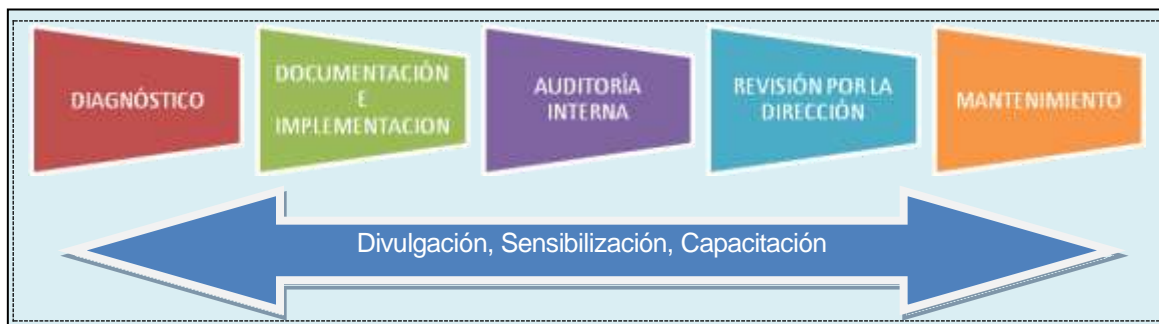 DIAGNÓSTICO
DOCUMENTACIÓN
E
IMPLEMENTACION
AUDITORÍA
INTERNA
REVISIÓN POR LA
DIRECCIÓN
MANTENIMIENTO
Divulgación, Sensibilización, Capacitación